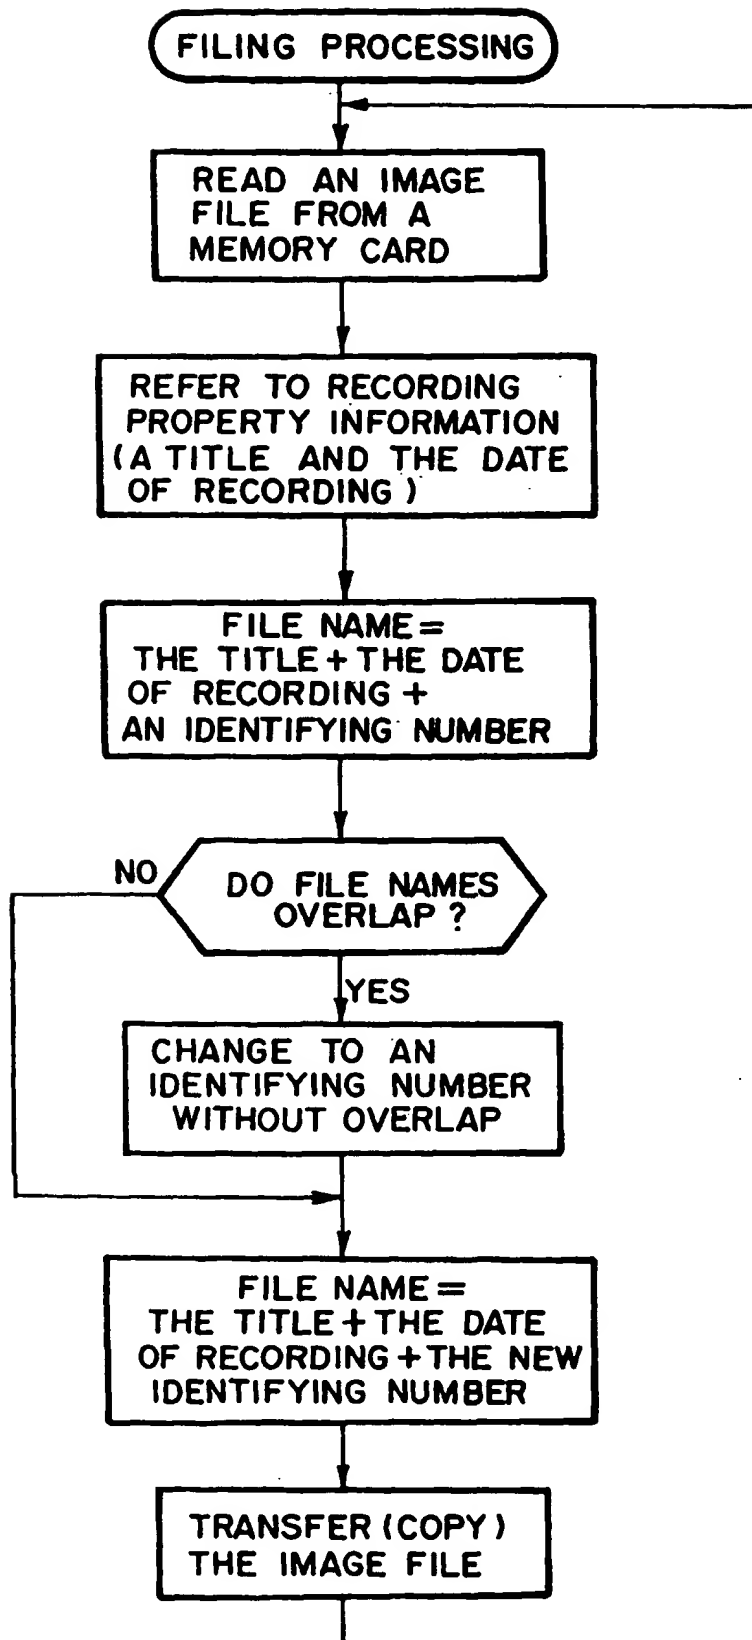 FILING PROCESSING
READ AN IMAGE
FILE FROM A
MEMORY CARD
REFER TO RECORDING
PROPERTY INFORMATION
(A TITLE AND THE DATE
OF RECORDING)
FILE NAME=
THE TITLE+THE DATE
OF RECORDING+
AN IDENTIFYING NUMBER
NO
DO FILE NAMES
OVERLAP?
YES
CHANGE TO AN
IDENTIFYING NUMBER
WITHOUT OVERLAP
FILE NAME=
THE TITLE+THE DATE
OF RECORDING+THE NEW
IDENTIFYING NUMBER
TRANSFER (COPY)
THE IMAGE FILE